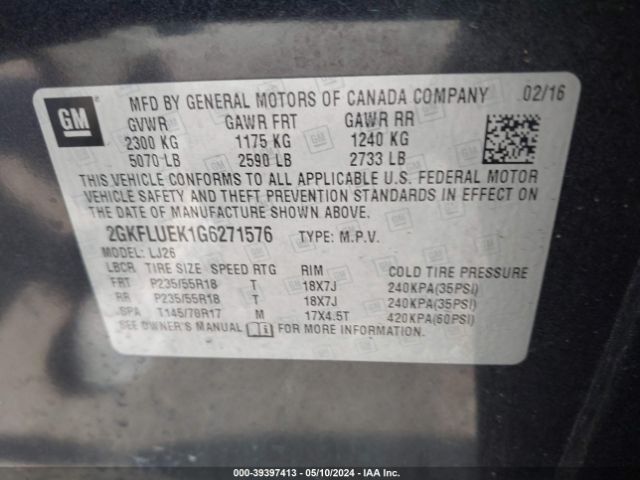 GM
MFD BY GENERAL MOTORS OF CANADA COMPANY 02/16
GVWR GAWR FRT GAWR RR
2300 KG 1175 KG 1240 KG
5070 LB 2590 LB 2733 LB
THIS VEHICLE CONFORMS TO ALL APPLICABLE U.S. FEDERAL MOTOR
VEHICLE SAFETY AND THEFT PREVENTION STANDARDS IN EFFECT ON
THE DATE OF MANUFACTURE SHOWN ABOVE.
2GKFLUEK1G6271576 TYPE: M.P.V.
MODEL: LJ26
LBCR TIRE SIZE SPEED RTG RIM COLD TIRE PRESSURE
FRT P235/55R18 T 18X7J 240KPA(35PSI)
RR P235/55R18 T 18X7J 240KPA(35PSI)
SPA T145/70R17 M 17X4.5T 420KPA(60PSI)
SEE OWNER'S MANUAL FOR MORE INFORMATION.
000-39397413 - 05/10/2024 - IAA Inc.